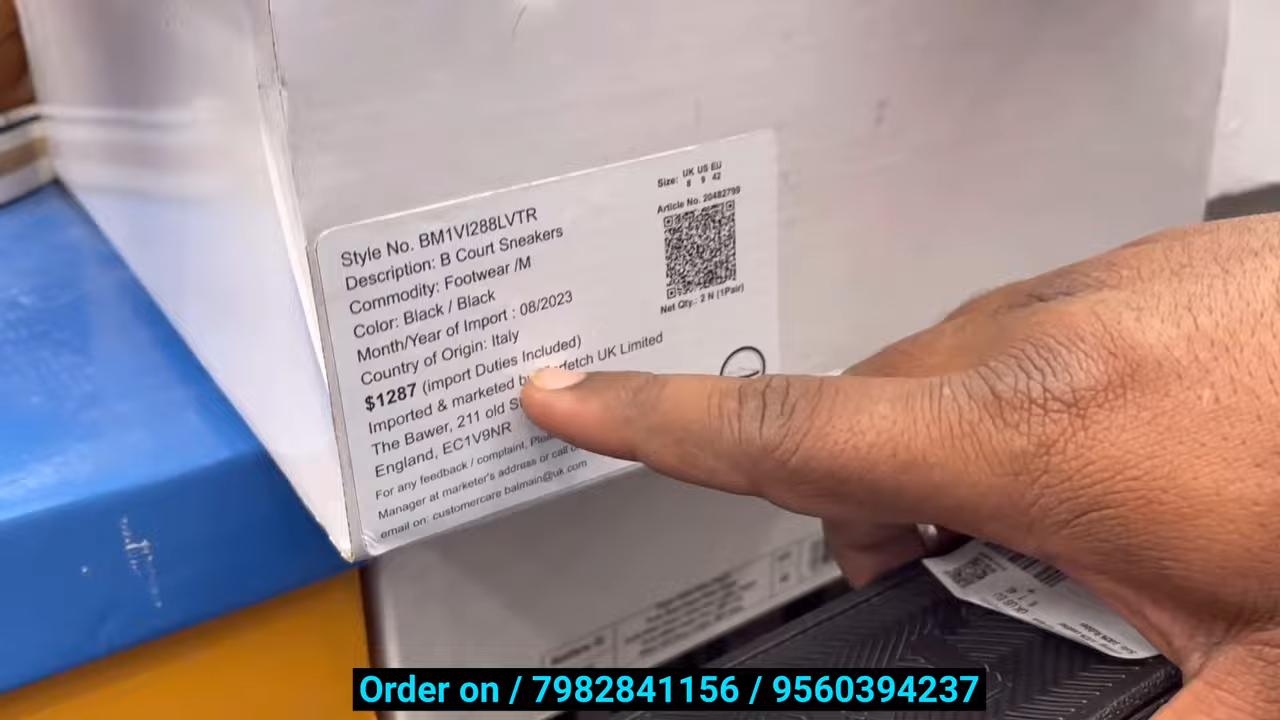 Style No. BM1VI288LVTR
Description: B Court Sneakers
Commodity: Footwear /M
Color: Black / Black
Month/Year of Import : 08/2023
Country of Origin: Italy
$1287 (import Duties Included)
Imported & marketed UK Limited
The Bawer, 211 old
England, EC1V9NR
For any feedback / complaint,
Manager at marketer's address or call
email on: customercare balmain@uk.com
Size: UK US EU
8 9 42
Article No. 20482799
Net Qty.: 2 N (1Pair)
UK US EU
Order on / 7982841156 / 9560394237